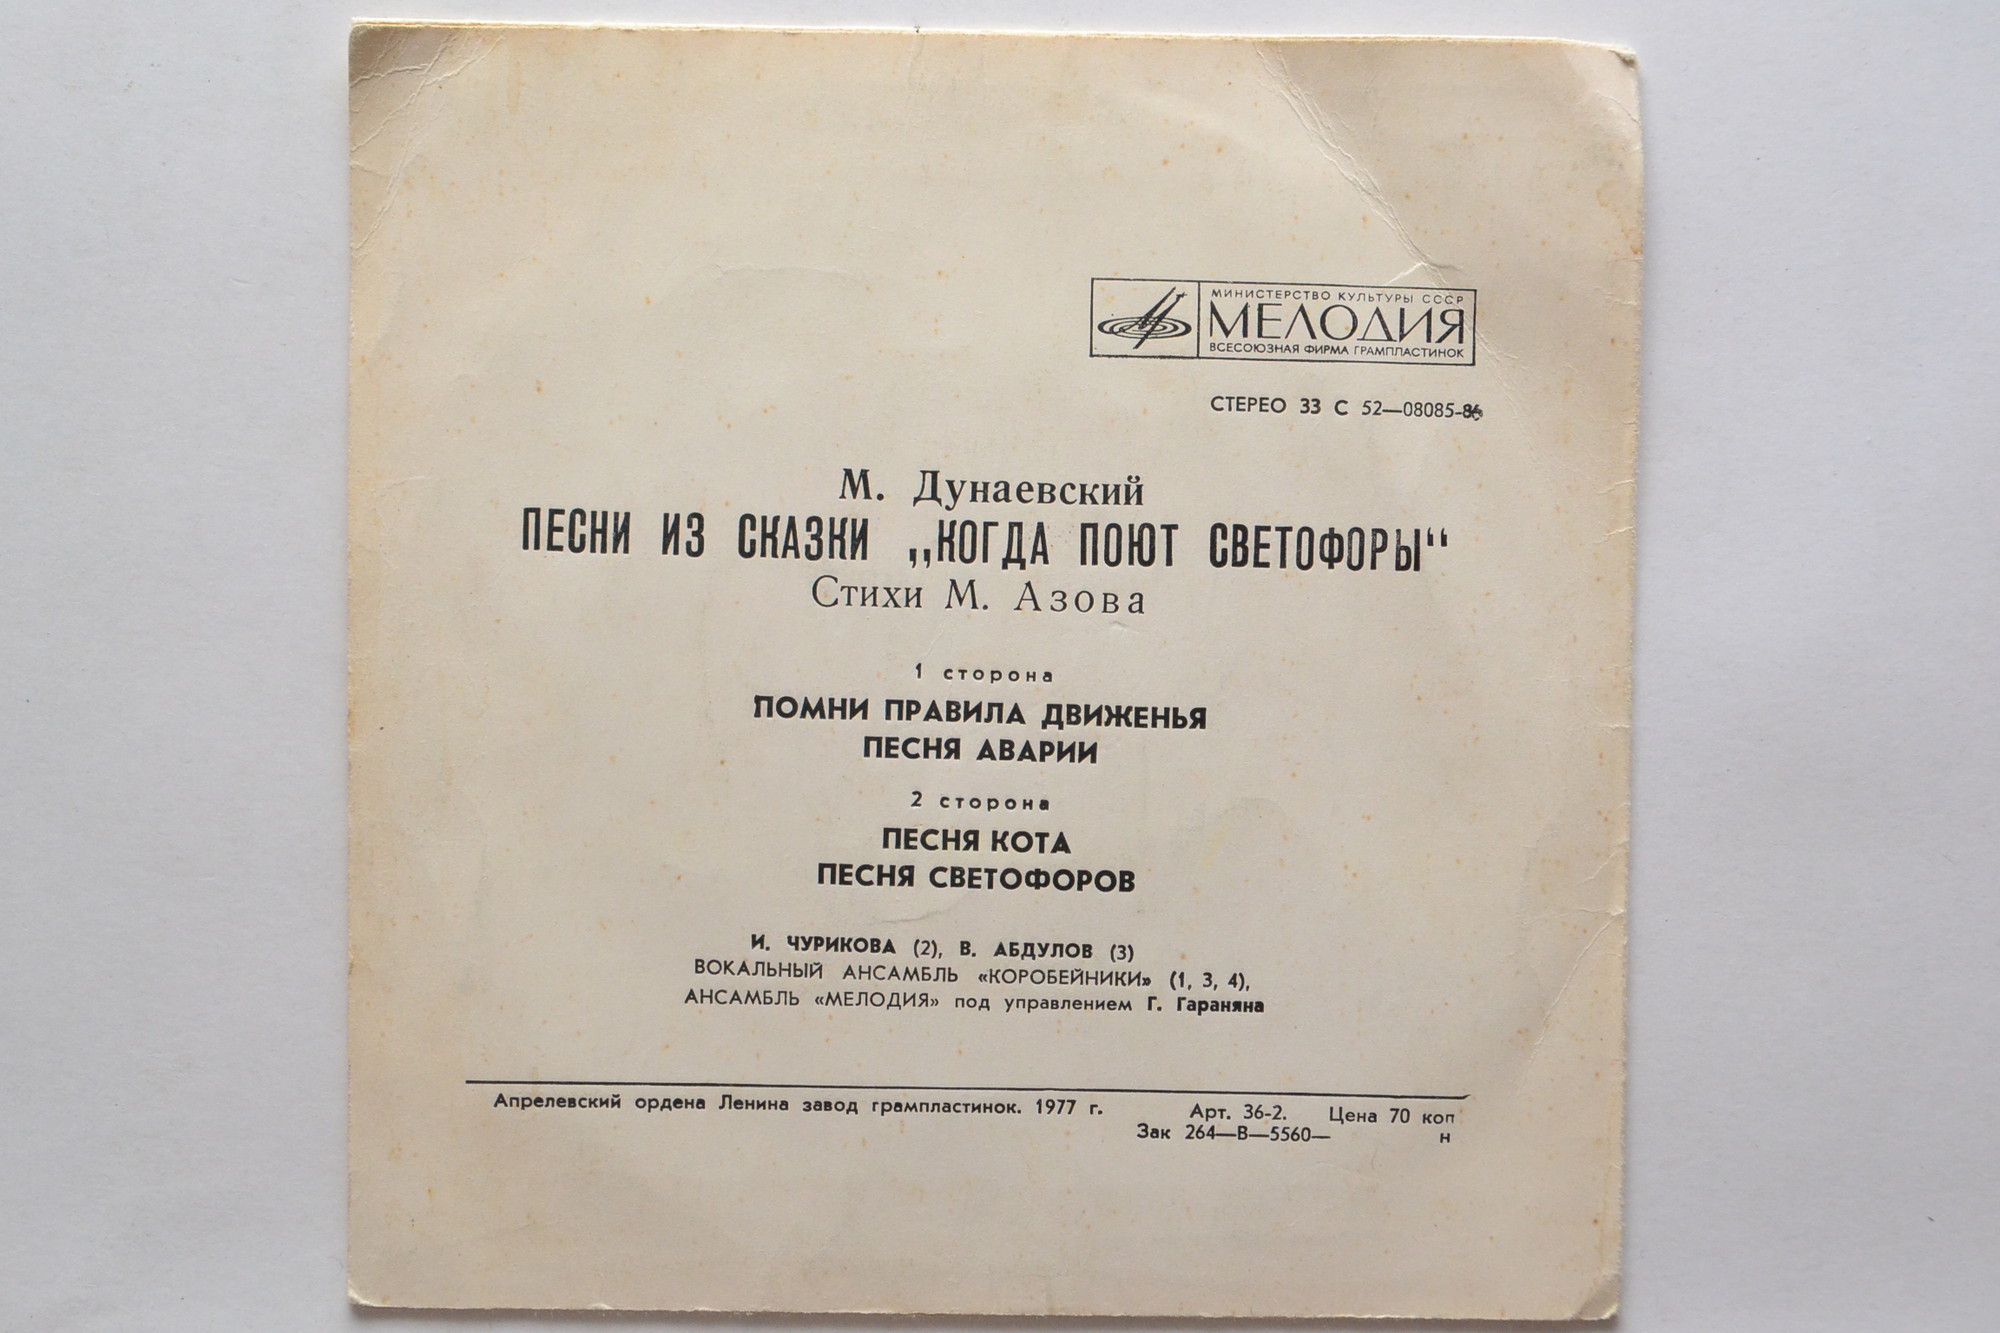 МИНИСТЕРСТВО КУЛЬТУРЫ СССР
МЕЛОДИЯ
ВСЕСОЮЗНАЯ ФИРМА ГРАМПЛАСТИНОК
СТЕРЕО 33 С 52—08085-86
М. Дунаевский
ПЕСНИ ИЗ СКАЗКИ „КОГДА ПОЮТ СВЕТОФОРЫ“
Стихи М. Азова
1 сторона
ПОМНИ ПРАВИЛА ДВИЖЕНЬЯ
ПЕСНЯ АВАРИИ
2 сторона
ПЕСНЯ КОТА
ПЕСНЯ СВЕТОФОРОВ
И. ЧУРИКОВА (2), В. АБДУЛОВ (3)
ВОКАЛЬНЫЙ АНСАМБЛЬ «КОРОБЕЙНИКИ» (1, 3, 4),
АНСАМБЛЬ «МЕЛОДИЯ» под управлением Г. Гараняна
Апрелевский ордена Ленина завод грампластинок. 1977 г. Арт. 36-2. Цена 70 коп
Зак 264—В—5560— н